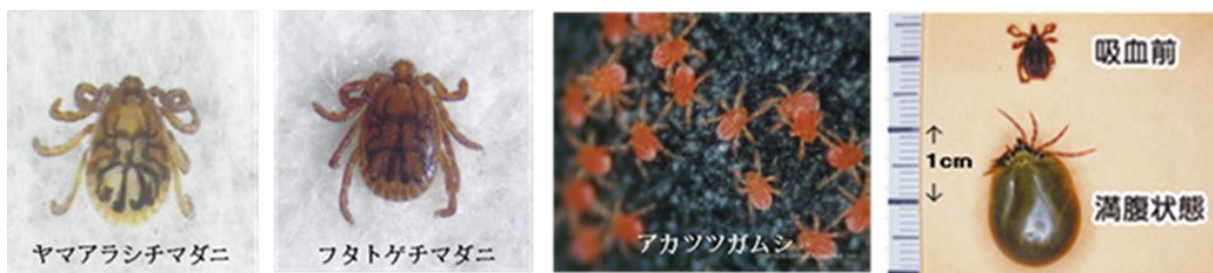 ヤマアラシチマダニ
フタトゲチマダニ
アカツツガムシ
吸血前
1cm
満腹状態